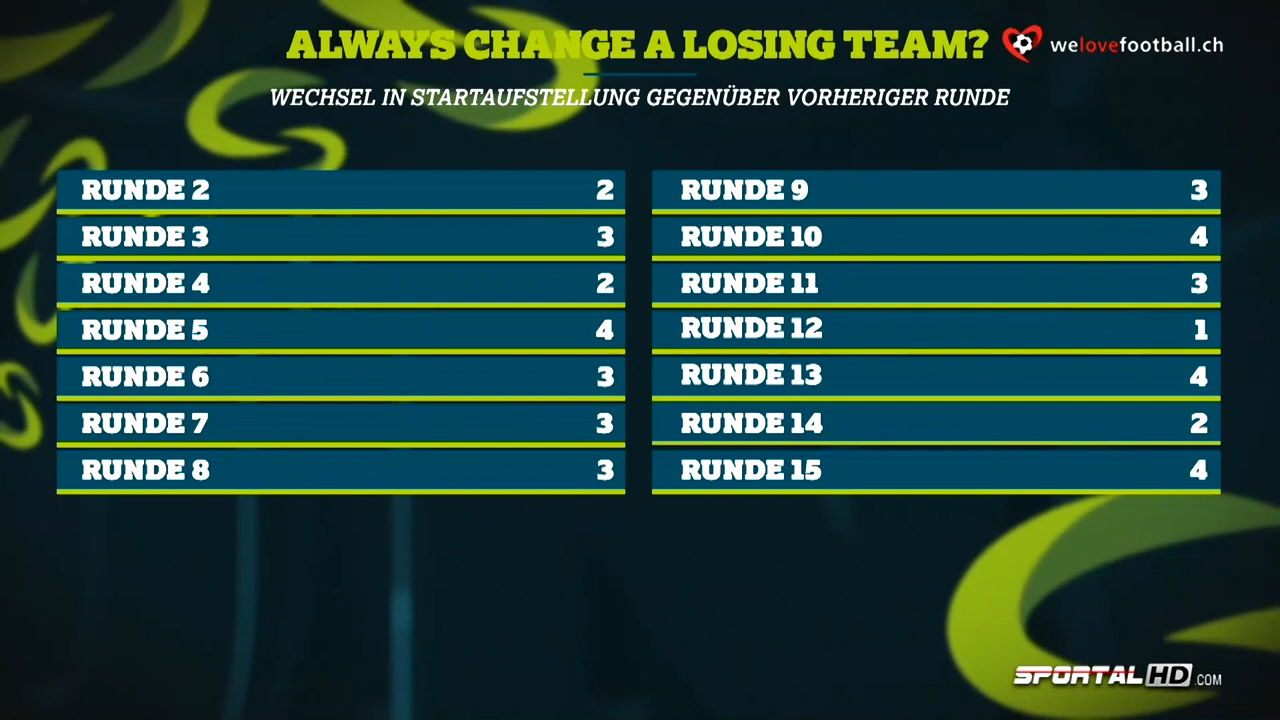 ALWAYS CHANGE A LOSING TEAM?
welovefootball.ch
WECHSEL IN STARTAUFSTELLUNG GEGENÜBER VORHERIGER RUNDE
RUNDE 2 2
RUNDE 3 3
RUNDE 4 2
RUNDE 5 4
RUNDE 6 3
RUNDE 7 3
RUNDE 8 3
RUNDE 9 3
RUNDE 10 4
RUNDE 11 3
RUNDE 12 1
RUNDE 13 4
RUNDE 14 2
RUNDE 15 4
SPORTAL HD .COM